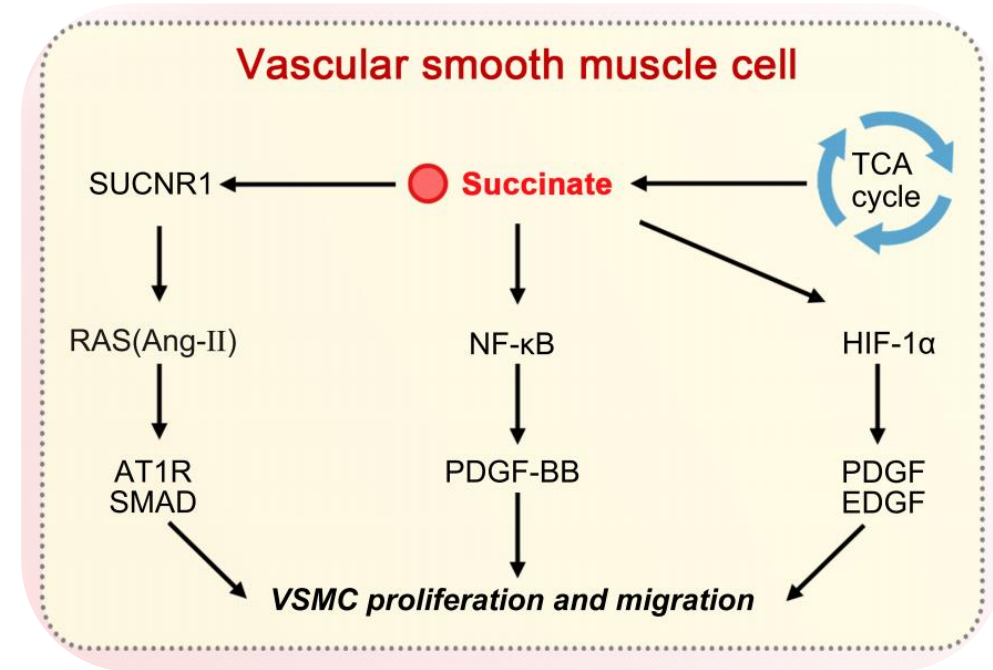 Vascular smooth muscle cell
SUCNR1
Succinate
TCA
cycle
RAS(Ang-II)
NF-κB
HIF-1α
AT1R
SMAD
PDGF-BB
PDGF
EDGF
VSMC proliferation and migration